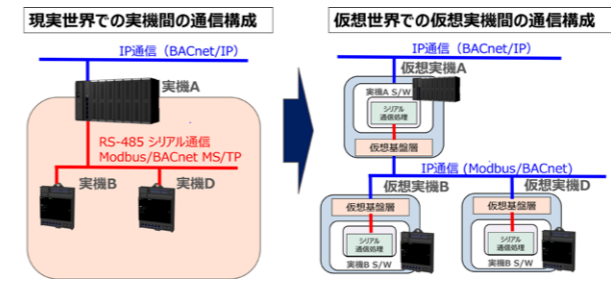 現実世界での実機間の通信構成
IP通信（BACnet/IP）
実機A
RS-485 シリアル通信
Modbus/BACnet MS/TP
実機B
実機D
仮想世界での仮想実機間の通信構成
IP通信（BACnet/IP）
仮想実機A
実機A S/W
シリアル
通信処理
仮想基盤層
IP通信 (Modbus/BACnet)
仮想実機B
仮想基盤層
シリアル
通信処理
実機B S/W
仮想実機D
仮想基盤層
シリアル
通信処理
実機B S/W